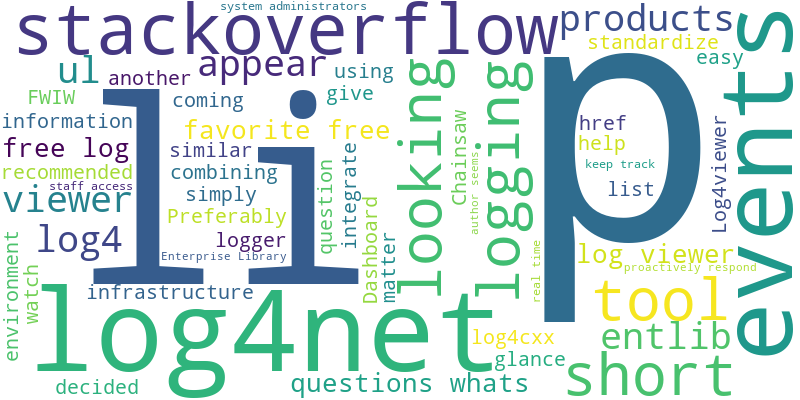 system administrators
stackoverflow
products
standardize
easy
events
ul
appear
another
using
give
FWIW
coming
information
favorite free
free log
similar
recommended
combining
staff access
simply
viewer
Preferably
log4
logger
Enterprise Library
infrastructure
li
p
looking
logging
Chainsaw
author seems
question
integrate
Dashboard
matter
href
help
keep track
list
Log4viewer
log viewer
proactively respond
real time
environment
watch
log4net
tool
entlib
log4cxx
glance
short
decided
questions whats